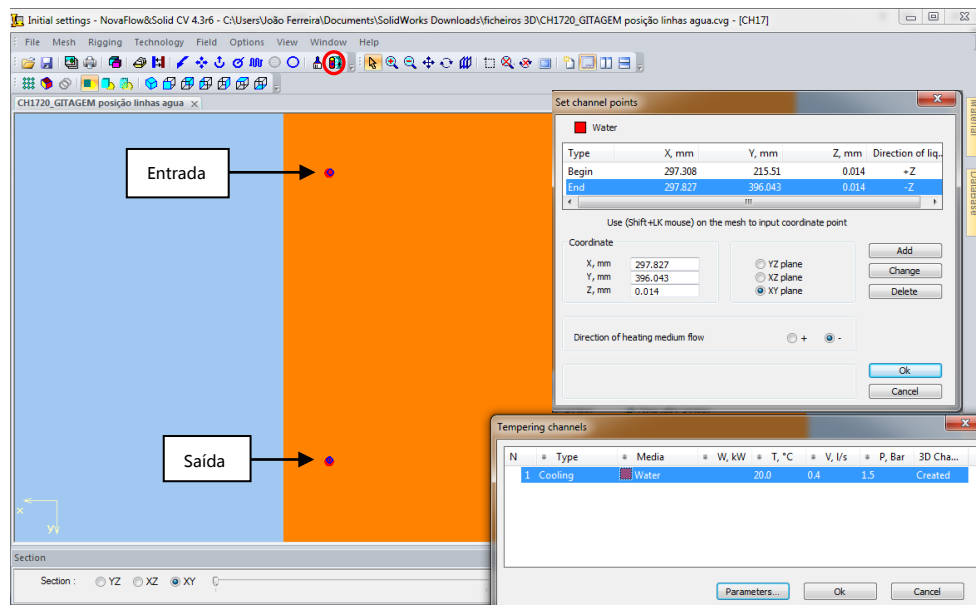 Initial settings - NovaFlow&Solid CV 4.3r6 - C:\Users\João Ferreira\Documents\SolidWorks Downloads\ficheiros 3D\CH1720_GITAGEM posição linhas agua.cvg - [CH17]
File Mesh Rigging Technology Field Options View Window Help
CH1720_GITAGEM posição linhas agua x
Entrada
Saída
x
y
Section
Section : YZ XZ XY
Set channel points
Water
Type X, mm Y, mm Z, mm Direction of liq..
Begin 297.308 215.51 0.014 +Z
End 297.827 396.043 0.014 -Z
Use (Shift+LK mouse) on the mesh to input coordinate point
Coordinate
X, mm 297.827 YZ plane
Y, mm 396.043 XZ plane
Z, mm 0.014 XY plane
Add
Change
Delete
Direction of heating medium flow + -
Ok
Cancel
Material
Database
Tempering channels
N Type Media W, kW T, °C V, l/s P, Bar 3D Cha...
1 Cooling Water 20.0 0.4 1.5 Created
Parameters... Ok Cancel